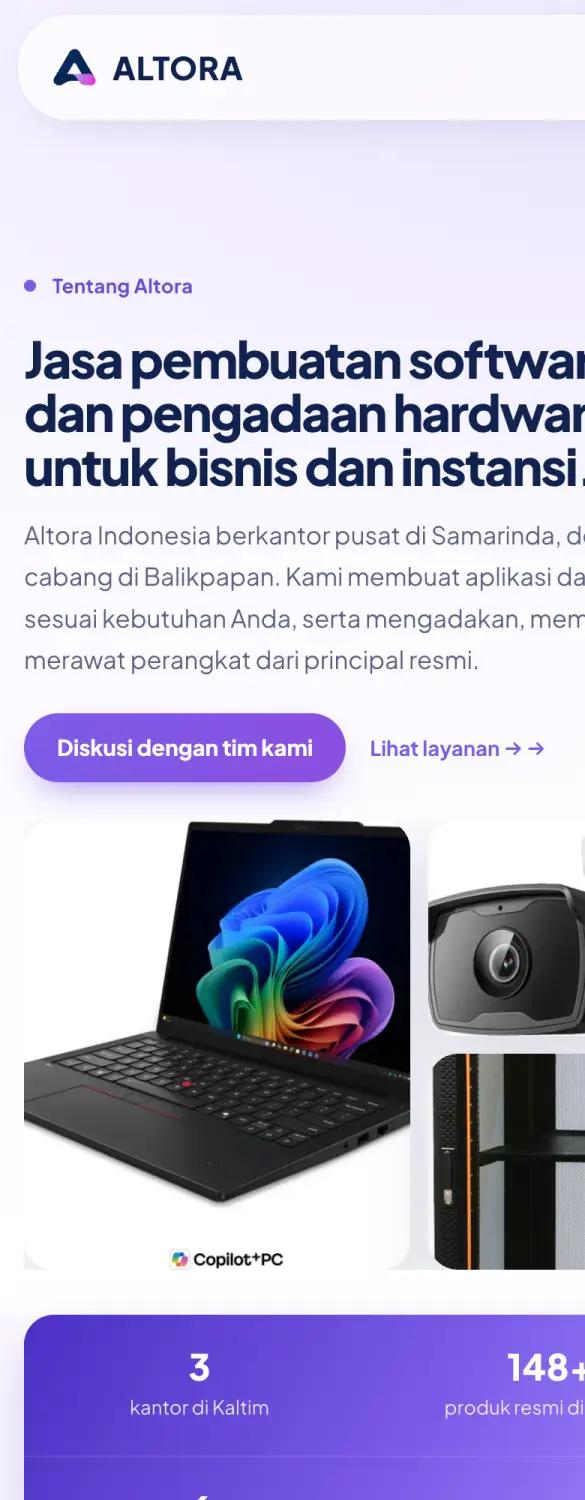 ALTORA
Tentang Altora
Jasa pembuatan softwar
dan pengadaan hardwar
untuk bisnis dan instansi.
Altora Indonesia berkantor pusat di Samarinda, de
cabang di Balikpapan. Kami membuat aplikasi da
sesuai kebutuhan Anda, serta mengadakan, mem
merawat perangkat dari principal resmi.
Diskusi dengan tim kami
Lihat layanan → →
Copilot+PC
3
148+
kantor di Kaltim
produk resmi di